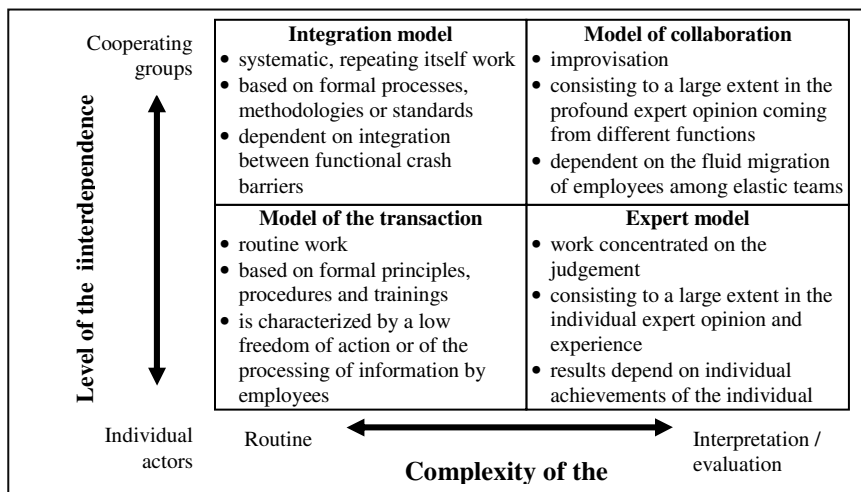 Cooperating
groups
Level of the iinterdependence
Individual
actors
Integration model
• systematic, repeating itself work
• based on formal processes,
methodologies or standards
• dependent on integration
between functional crash
barriers
Model of collaboration
• improvisation
• consisting to a large extent in the
profound expert opinion coming
from different functions
• dependent on the fluid migration
of employees among elastic teams
Model of the transaction
• routine work
• based on formal principles,
procedures and trainings
• is characterized by a low
freedom of action or of the
processing of information by
employees
Expert model
• work concentrated on the
judgement
• consisting to a large extent in the
individual expert opinion and
experience
• results depend on individual
achievements of the individual
Routine
Interpretation /
evaluation
Complexity of the